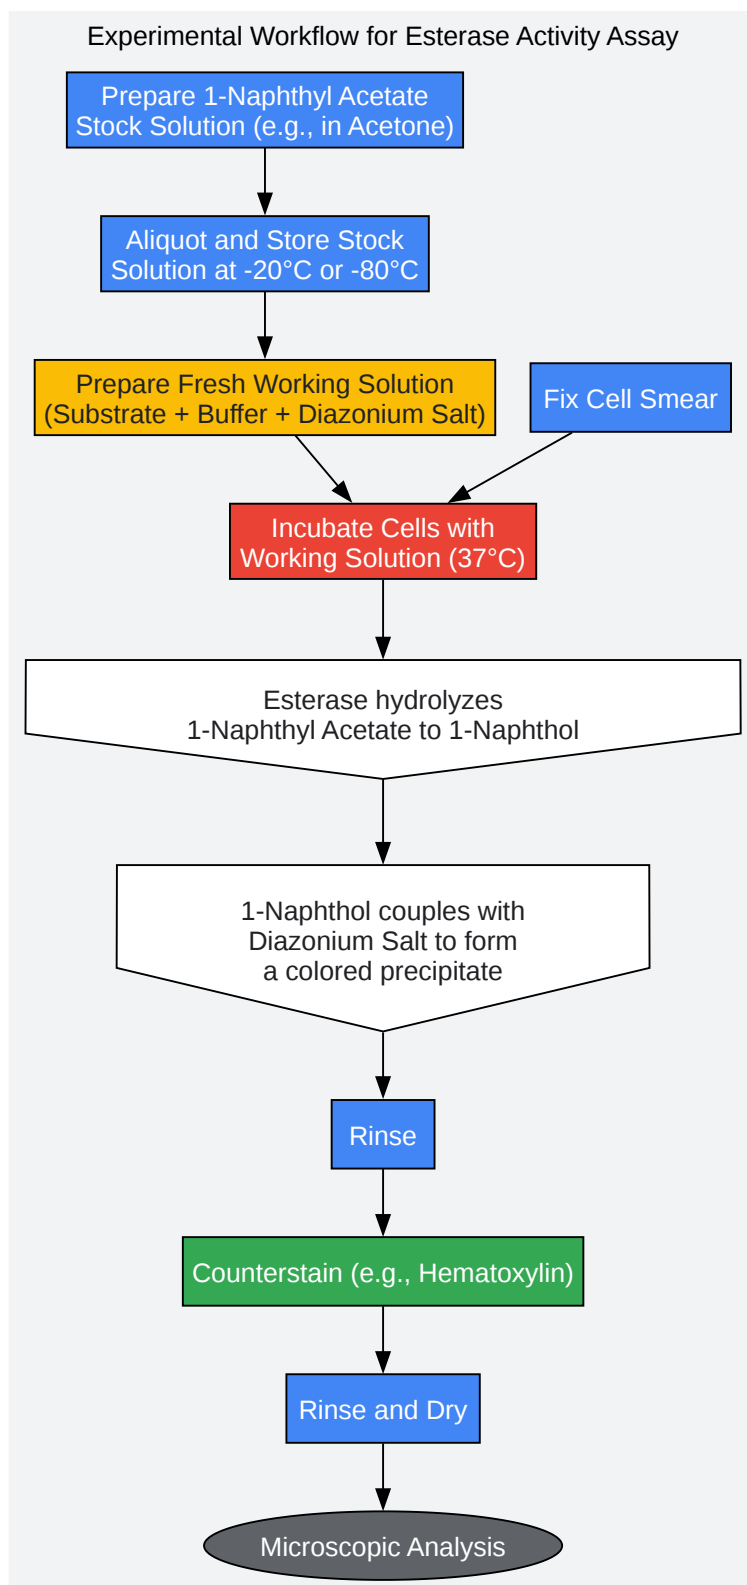 Experimental Workflow for Esterase Activity Assay
Prepare 1-Naphthyl Acetate
Stock Solution (e.g., in Acetone)
Aliquot and Store Stock
Solution at -20°C or -80°C
Prepare Fresh Working Solution
(Substrate + Buffer + Diazonium Salt)
Fix Cell Smear
Incubate Cells with
Working Solution (37°C)
Esterase hydrolyzes
1-Naphthyl Acetate to 1-Naphthol
1-Naphthol couples with
Diazonium Salt to form
a colored precipitate
Rinse
Counterstain (e.g., Hematoxylin)
Rinse and Dry
Microscopic Analysis